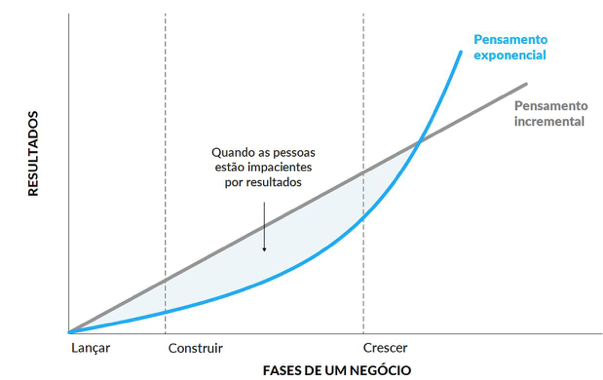 Pensamento
exponencial
Pensamento
incremental
Quando as pessoas
estão impacientes
por resultados
RESULTADOS
Lançar
Construir
Crescer
FASES DE UM NEGÓCIO